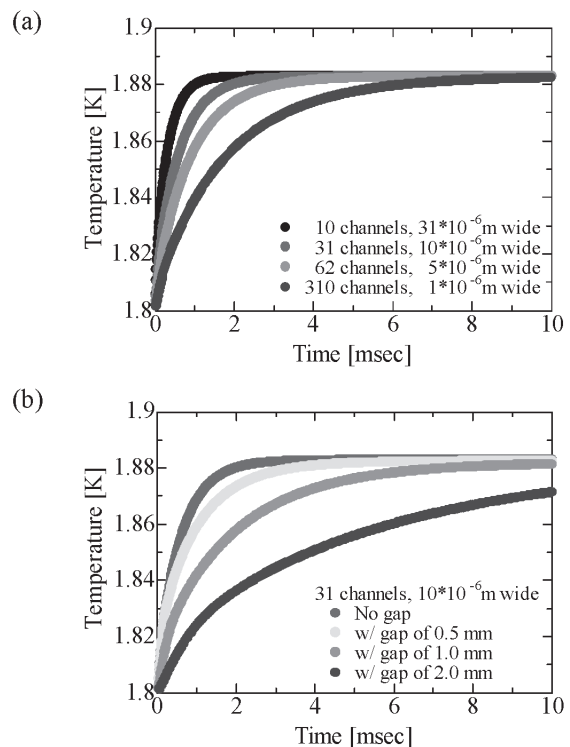 (a)
1.9
1.88
1.86
1.84
1.82
1.8
Temperature [K]
10 channels, 31*10⁻⁶m wide
31 channels, 10*10⁻⁶m wide
62 channels, 5*10⁻⁶m wide
310 channels, 1*10⁻⁶m wide
0 2 4 6 8 10
Time [msec]
(b)
1.9
1.88
1.86
1.84
1.82
1.8
Temperature [K]
31 channels, 10*10⁻⁶m wide
No gap
w/ gap of 0.5 mm
w/ gap of 1.0 mm
w/ gap of 2.0 mm
0 2 4 6 8 10
Time [msec]